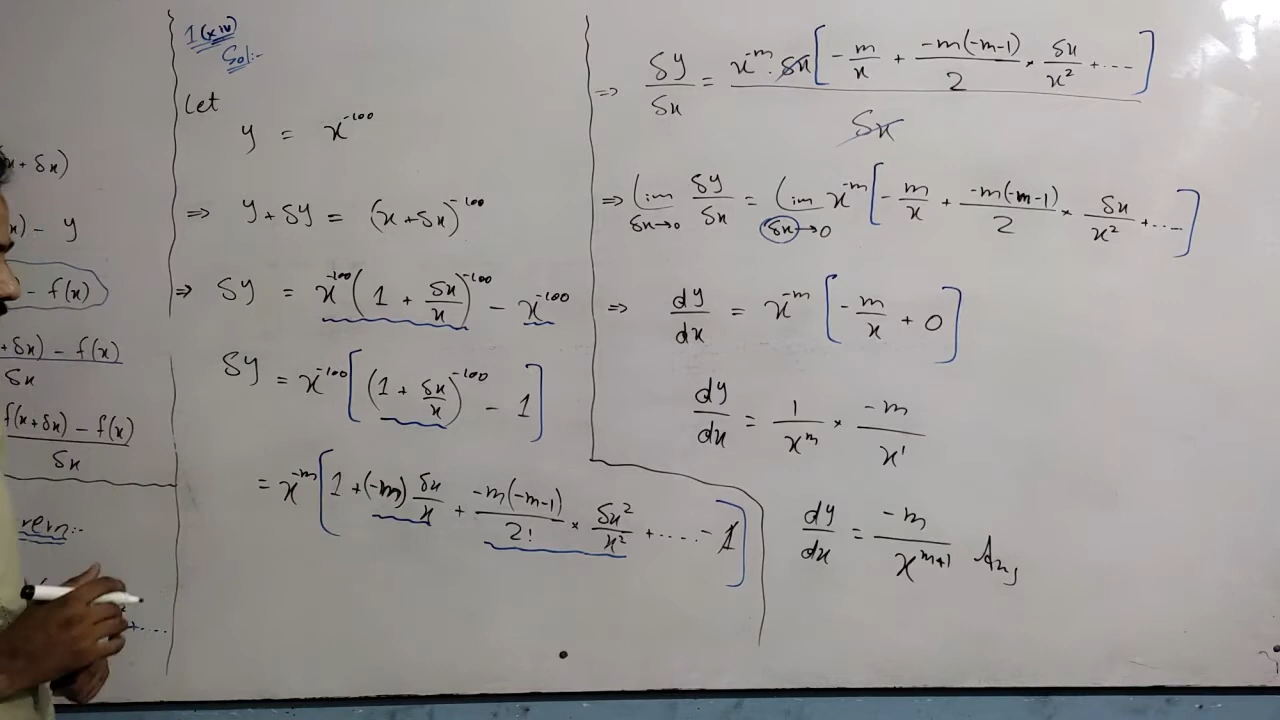 x + δx)
) - y
- f(x)
+ δx) - f(x)
δx
f(x+δx) - f(x)
δx
rem:-
+....
1(xiv)
Sol:-
Let
y = x^-100
⇒ y + δy = (x+δx)^-100
⇒ δy = x^-100 (1 + δx/x)^-100 - x^-100
δy = x^-100 [(1 + δx/x)^-100 - 1]
= x^-m [1 + (-m) δx/x + -m(-m-1)/2! × δx²/x² + .... - 1]
⇒ δy/δx = x^-m . δx [-m/x + -m(-m-1)/2 × δx/x² + ....] / δx
⇒ Lim δx→0 δy/δx = Lim δx→0 x^-m [-m/x + -m(-m-1)/2 × δx/x² + ....]
⇒ dy/dx = x^-m [-m/x + 0]
dy/dx = 1/x^m × -m/x^1
dy/dx = -m/x^m+1 Ans